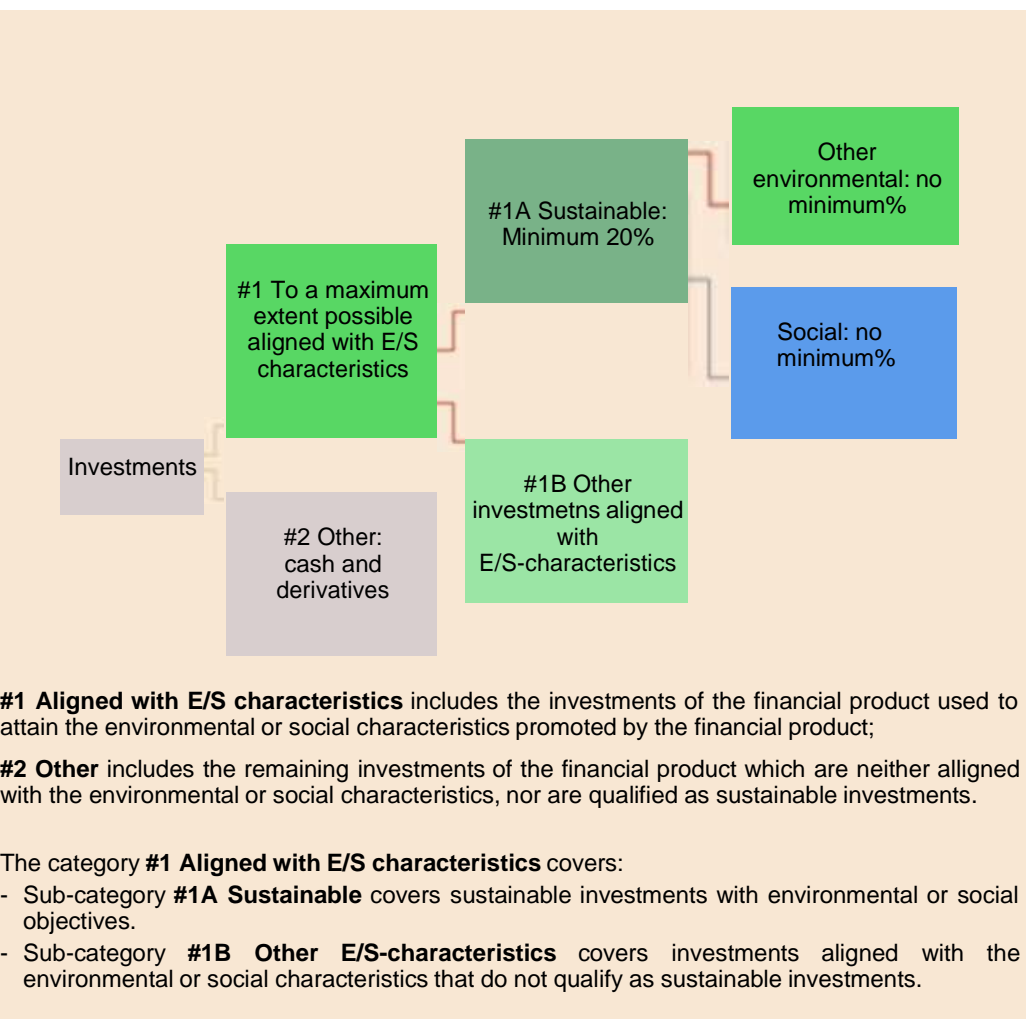 Other
environmental: no
minimum%
#1A Sustainable:
Minimum 20%
#1 To a maximum
extent possible
aligned with E/S
characteristics
Social: no
minimum%
Investments
#1B Other
investmetns aligned
with
E/S-characteristics
#2 Other:
cash and
derivatives
#1 Aligned with E/S characteristics includes the investments of the financial product used to
attain the environmental or social characteristics promoted by the financial product;
#2 Other includes the remaining investments of the financial product which are neither alligned
with the environmental or social characteristics, nor are qualified as sustainable investments.
The category #1 Aligned with E/S characteristics covers:
- Sub-category #1A Sustainable covers sustainable investments with environmental or social
objectives.
- Sub-category #1B Other E/S-characteristics covers investments aligned with the
environmental or social characteristics that do not qualify as sustainable investments.